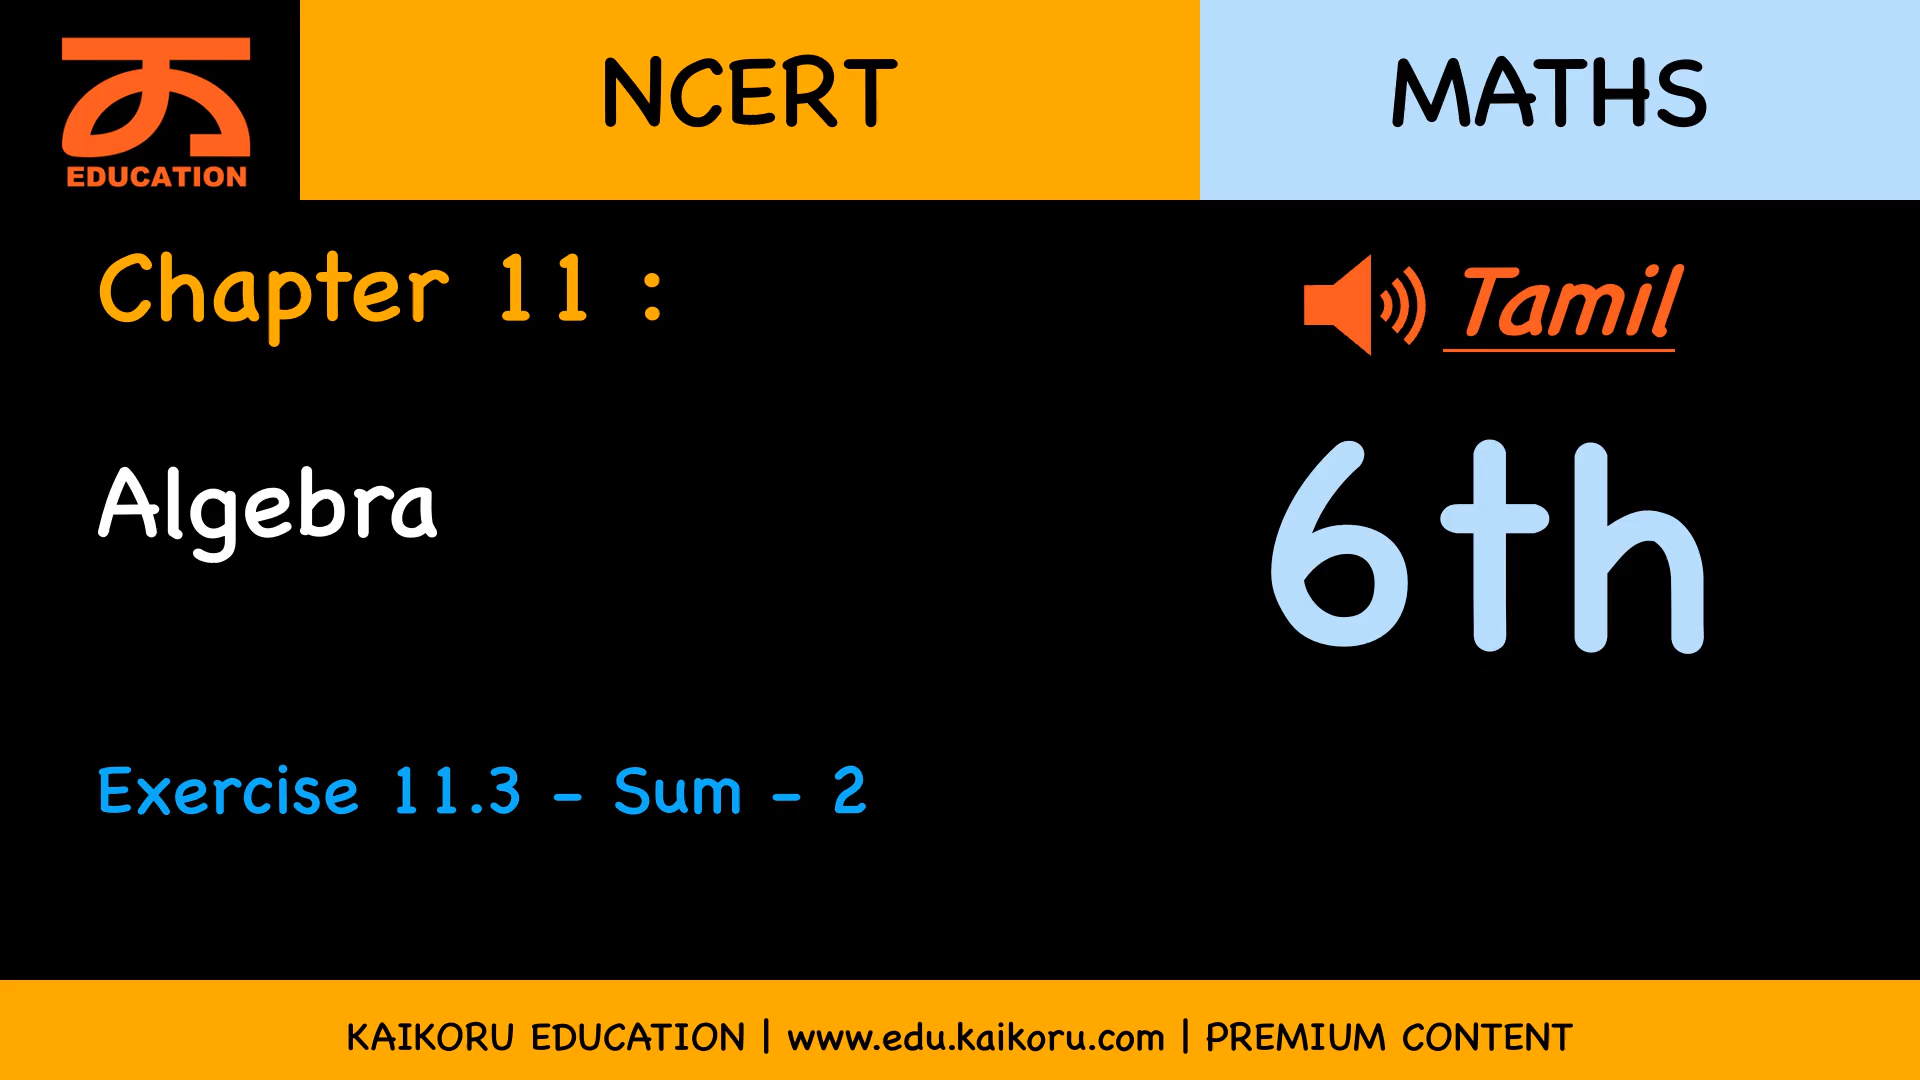 EDUCATION
NCERT
MATHS
Chapter 11 :
Tamil
Algebra
6th
Exercise 11.3 - Sum - 2
KAIKORU EDUCATION | www.edu.kaikoru.com | PREMIUM CONTENT